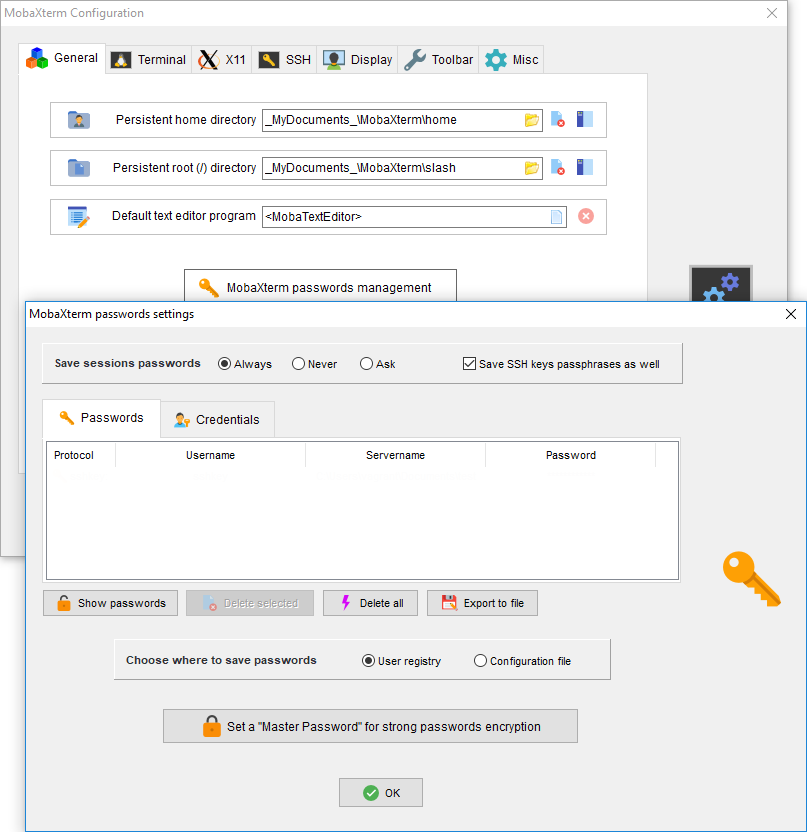 MobaXterm Configuration
General Terminal X11 SSH Display Toolbar Misc
Persistent home directory _MyDocuments_\MobaXterm\home
Persistent root (/) directory _MyDocuments_\MobaXterm\slash
Default text editor program <MobaTextEditor>
MobaXterm passwords management
MobaXterm passwords settings
Save sessions passwords Always Never Ask Save SSH keys passphrases as well
Passwords Credentials
Protocol Username Servername Password
Show passwords Delete selected Delete all Export to file
Choose where to save passwords User registry Configuration file
Set a "Master Password" for strong passwords encryption
OK